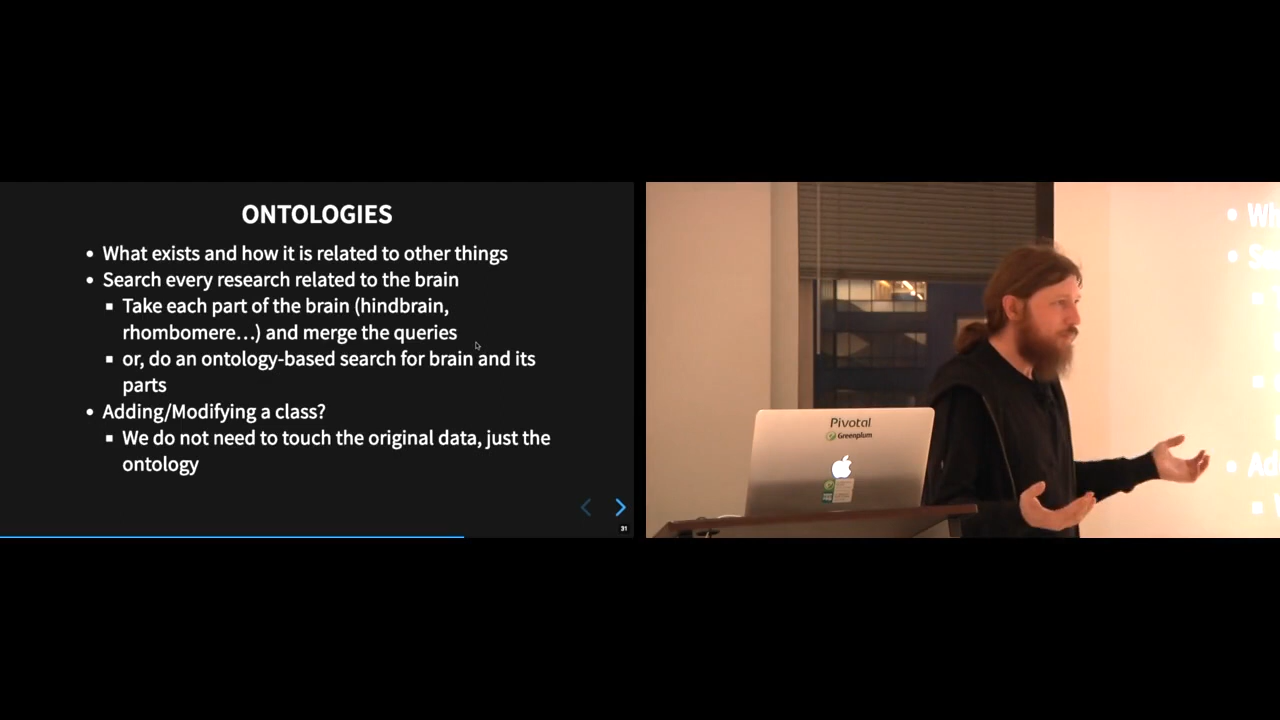 ONTOLOGIES
• What exists and how it is related to other things
• Search every research related to the brain
▪ Take each part of the brain (hindbrain,
rhombomere…) and merge the queries
▪ or, do an ontology-based search for brain and its
parts
• Adding/Modifying a class?
▪ We do not need to touch the original data, just the
ontology
31
Pivotal
Greenplum